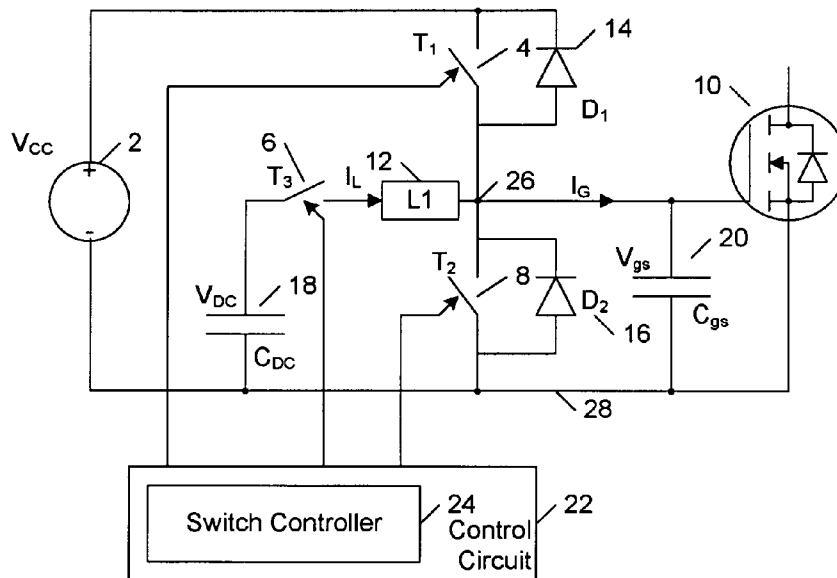 T1
4
14
10
D1
VCC
2
+
-
6
T3
IL
12
L1
26
IG
20
T2
8
Vgs
VDC
18
D2
16
Cgs
CDC
28
24
22
Switch Controller
Control
Circuit